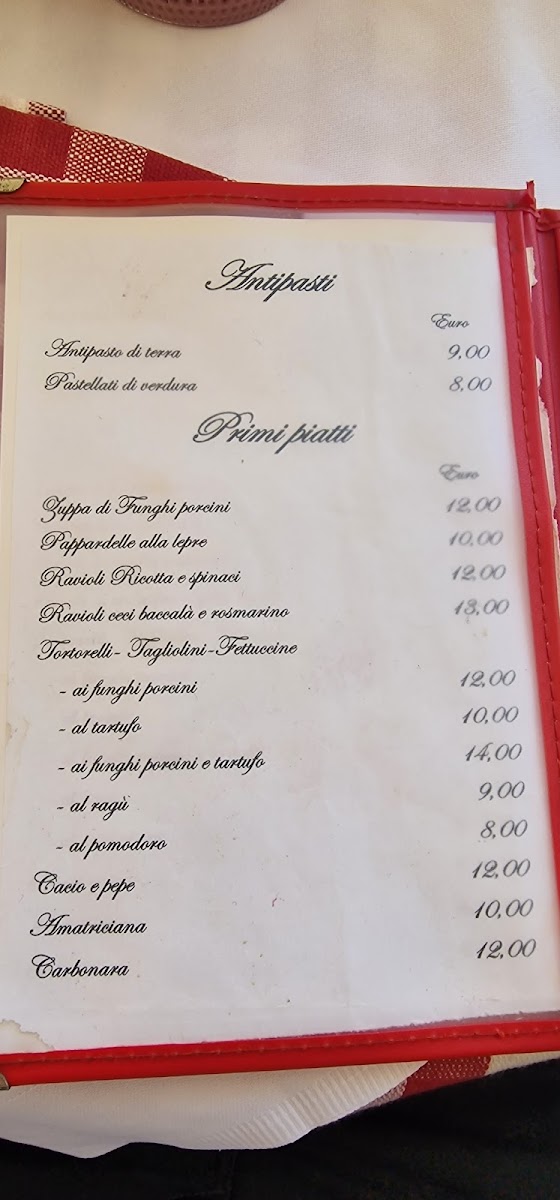 Antipasti
Euro
Antipasto di terra 9,00
Pastellati di verdura 8,00
Primi piatti
Euro
Zuppa di Funghi porcini 12,00
Pappardelle alla lepre 10,00
Ravioli Ricotta e spinaci 12,00
Ravioli ceci baccalà e rosmarino 13,00
Tortorelli- Tagliolini-Fettuccine
- ai funghi porcini 12,00
- al tartufo 10,00
- ai funghi porcini e tartufo 14,00
- al ragù 9,00
- al pomodoro 8,00
Cacio e pepe 12,00
Amatriciana 10,00
Carbonara 12,00